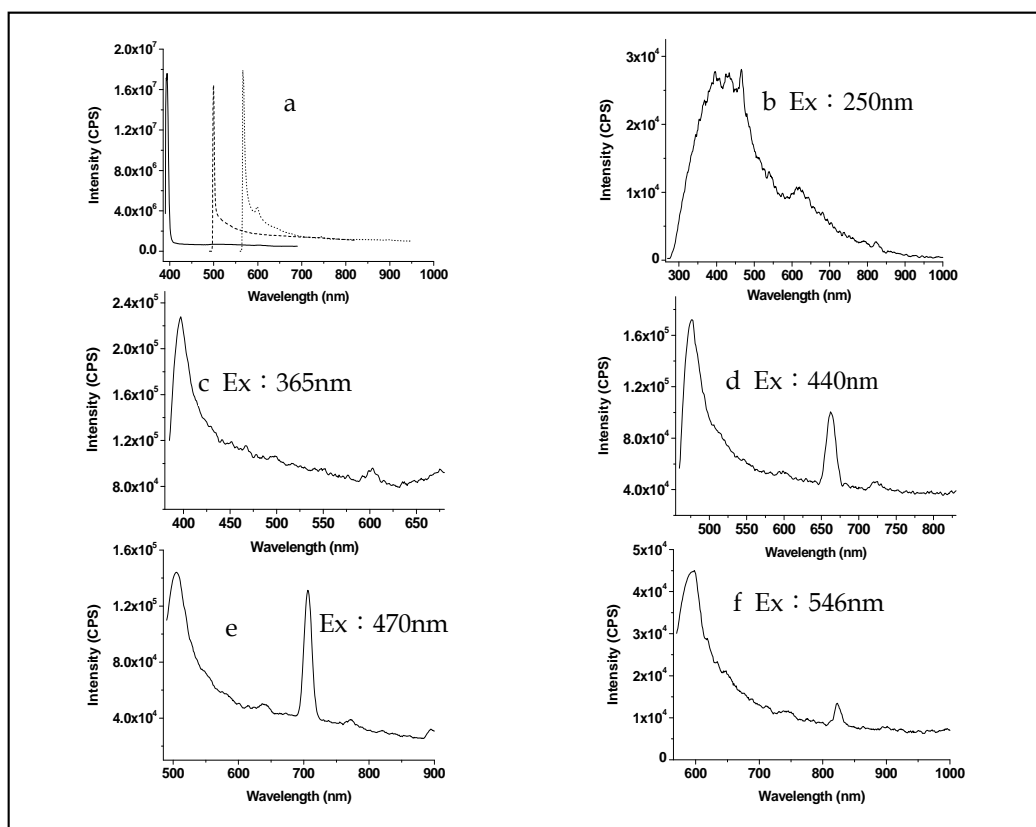 2.0x10⁷
1.6x10⁷
1.2x10⁷
8.0x10⁶
4.0x10⁶
0.0
Intensity (CPS)
a
400 500 600 700 800 900 1000
Wavelength (nm)
3x10⁴
2x10⁴
1x10⁴
0
Intensity (CPS)
b Ex：250nm
300 400 500 600 700 800 900 1000
Wavelength (nm)
2.4x10⁵
2.0x10⁵
1.6x10⁵
1.2x10⁵
8.0x10⁴
Intensity (CPS)
c Ex：365nm
400 450 500 550 600 650
Wavelength (nm)
1.6x10⁵
1.2x10⁵
8.0x10⁴
4.0x10⁴
Intensity (CPS)
d Ex：440nm
500 550 600 650 700 750 800
Wavelength (nm)
1.6x10⁵
1.2x10⁵
8.0x10⁴
4.0x10⁴
Intensity (CPS)
e Ex：470nm
500 600 700 800 900
Wavelength (nm)
5x10⁴
4x10⁴
3x10⁴
2x10⁴
1x10⁴
0
Intensity (CPS)
f Ex：546nm
600 700 800 900 1000
Wavelength (nm)